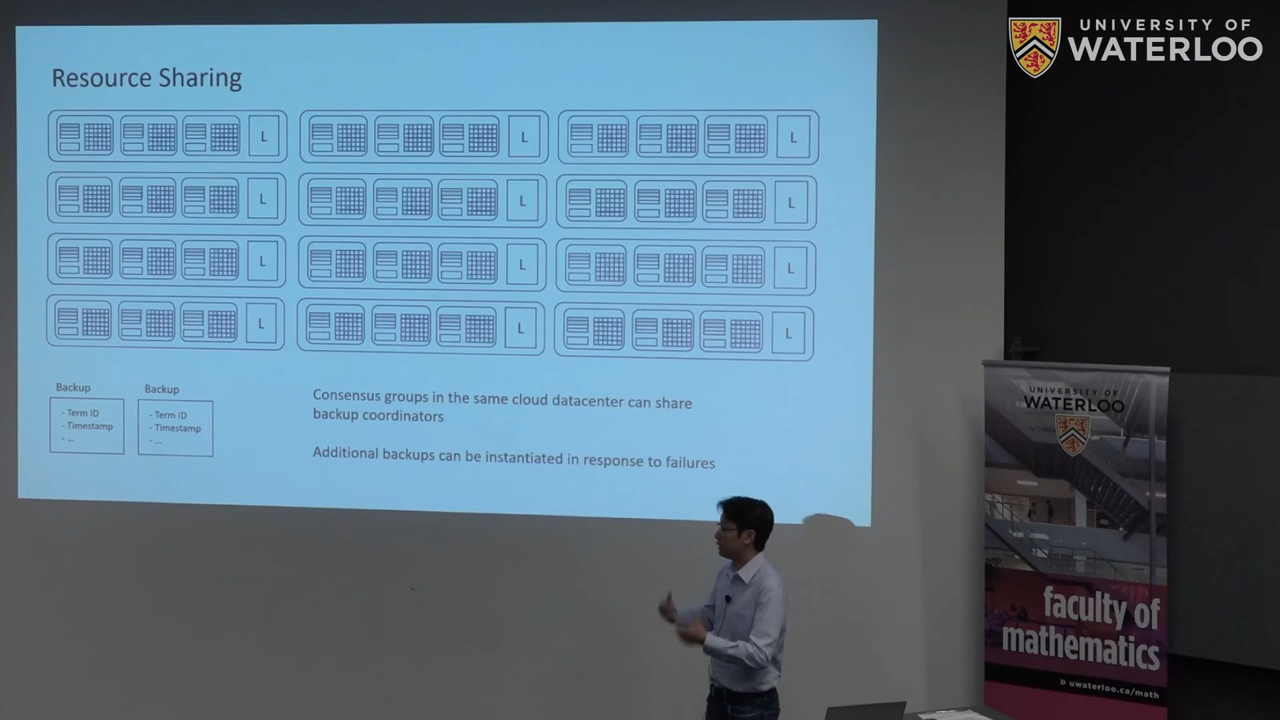 Resource Sharing
L L L
L L L
L L L
L L L
Backup
- Term ID
- Timestamp
- ...
Backup
- Term ID
- Timestamp
- ...
Consensus groups in the same cloud datacenter can share
backup coordinators
Additional backups can be instantiated in response to failures
UNIVERSITY OF
WATERLOO
UNIVERSITY OF
WATERLOO
faculty of
mathematics
» uwaterloo.ca/math